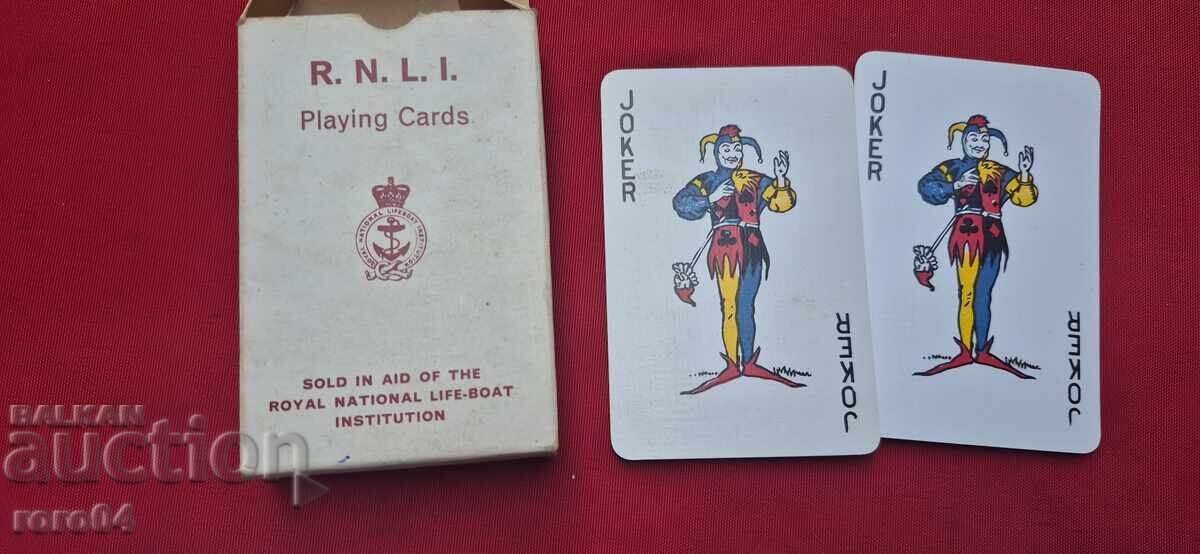 R. N. L. I.
Playing Cards
ROYAL NATIONAL LIFEBOAT INSTITUTION
SOLD IN AID OF THE
ROYAL NATIONAL LIFE-BOAT
INSTITUTION
JOKER
JOKER
JOKER
JOKER
BALKAN
auction
roro04